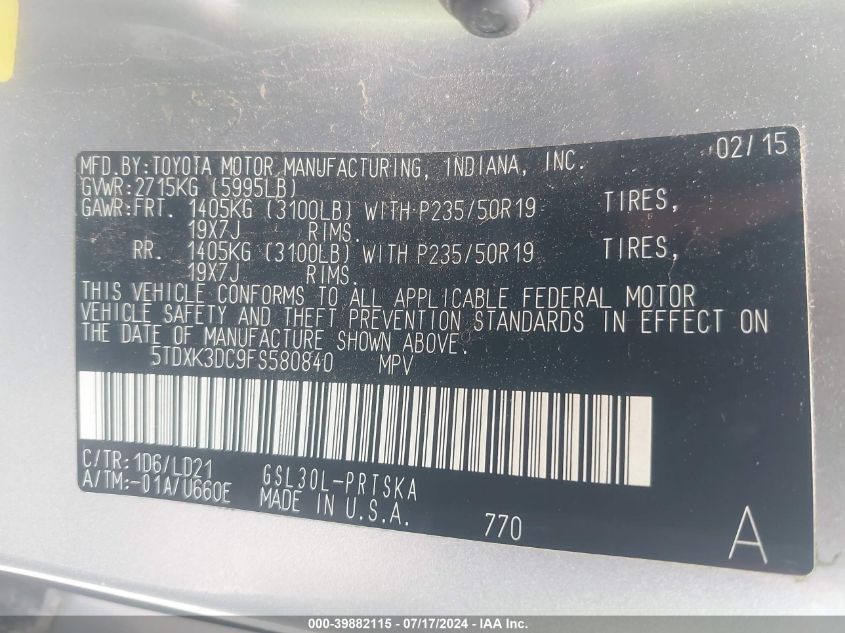 02/15
MFD.BY:TOYOTA MOTOR MANUFACTURING, INDIANA, INC.
GVWR:2715KG (5995LB)
GAWR:FRT. 1405KG (3100LB) WITH P235/50R19 TIRES,
19X7J RIMS.
RR. 1405KG (3100LB) WITH P235/50R19 TIRES,
19X7J RIMS.
THIS VEHICLE CONFORMS TO ALL APPLICABLE FEDERAL MOTOR
VEHICLE SAFETY AND THEFT PREVENTION STANDARDS IN EFFECT ON
THE DATE OF MANUFACTURE SHOWN ABOVE.
5TDXK3DC9FS580840 MPV
C/TR:1D6/LD21 GSL30L-PRTSKA
A/TM:-01A/U660E MADE IN U.S.A.
770 A
000-39882115 - 07/17/2024 - IAA Inc.